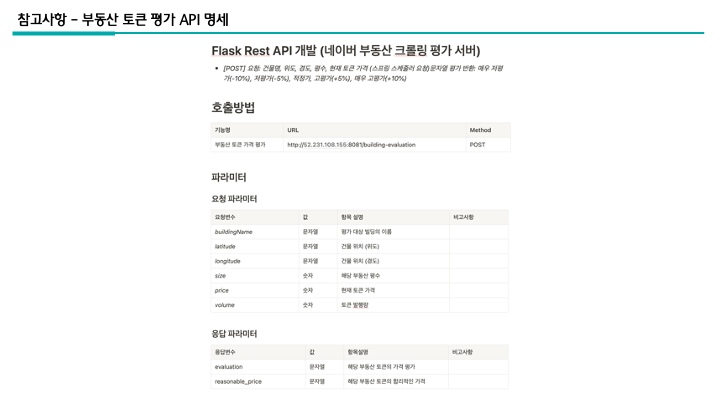 참고사항 – 부동산 토큰 평가 API 명세
Flask Rest API 개발 (네이버 부동산 크롤링 평가 서버)
• [POST] 요청: 건물명, 위도, 경도, 평수, 현재 토큰 가격 (스프링 스케줄러 요청)문자열 평가 반환: 매우 저평
가(-10%), 저평가(-5%), 적정가, 고평가(+5%), 매우 고평가(+10%)
호출방법
기능명 URL Method
부동산 토큰 가격 평가 http://52.231.108.155:8081/building-evaluation POST
파라미터
요청 파라미터
요청변수 값 항목 설명 비고사항
buildingName 문자열 평가 대상 빌딩의 이름
latitude 문자열 건물 위치 (위도)
longitude 문자열 건물 위치 (경도)
size 숫자 해당 부동산 평수
price 숫자 현재 토큰 가격
volume 숫자 토큰 발행량
응답 파라미터
응답변수 값 항목설명 비고사항
evaluation 문자열 해당 부동산 토큰의 가격 평가
reasonable_price 문자열 해당 부동산 토큰의 합리적인 가격